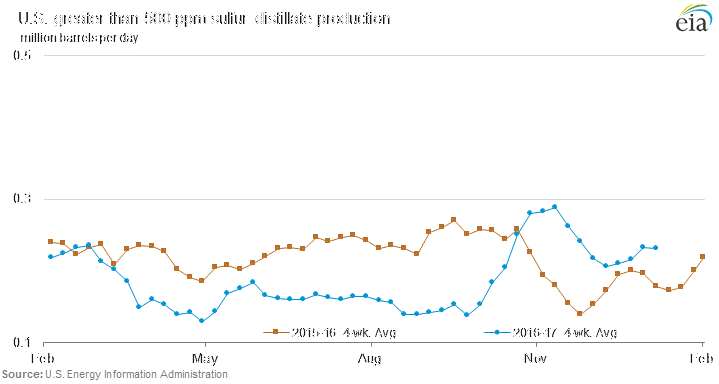 U.S. greater than 500 ppm sulfur distillate production
million barrels per day
eia
0.5
0.3
0.1
2015-16 4-wk. Avg
2016-17 4-wk. Avg
Feb May Aug Nov Feb
Source: U.S. Energy Information Administration